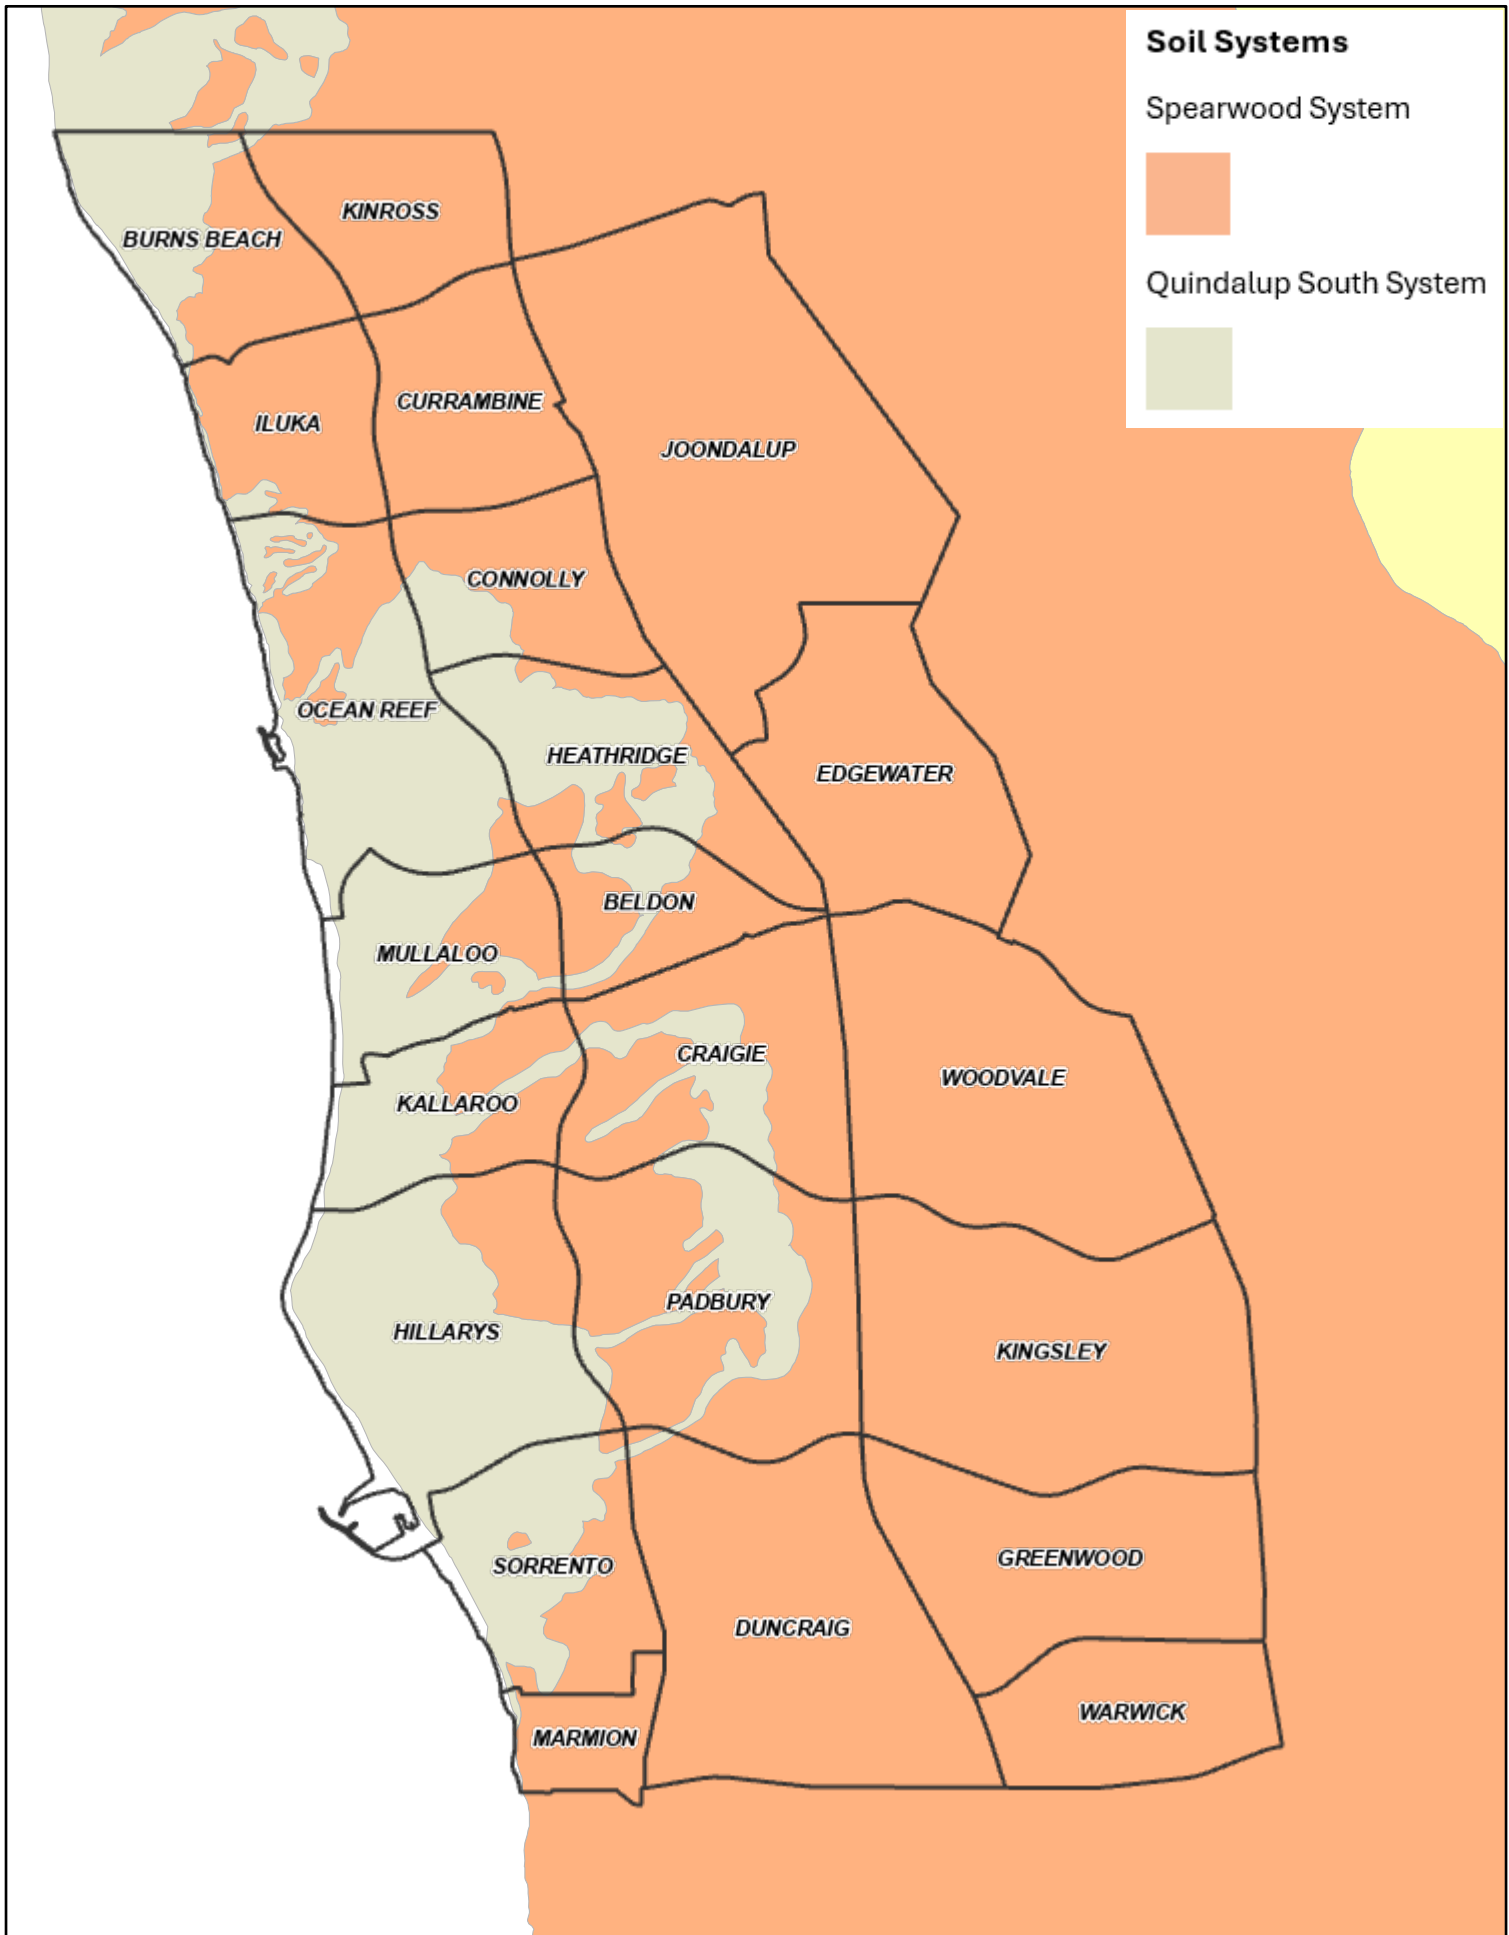 Soil Systems
Spearwood System
Quindalup South System
KINROSS
BURNS BEACH
CURRAMBINE
ILUKA
JOONDALUP
CONNOLLY
OCEAN REEF
HEATHRIDGE
EDGEWATER
BELDON
MULLALOO
CRAIGIE
WOODVALE
KALLAROO
PADBURY
HILLARYS
KINGSLEY
GREENWOOD
SORRENTO
DUNCRAIG
WARWICK
MARMION